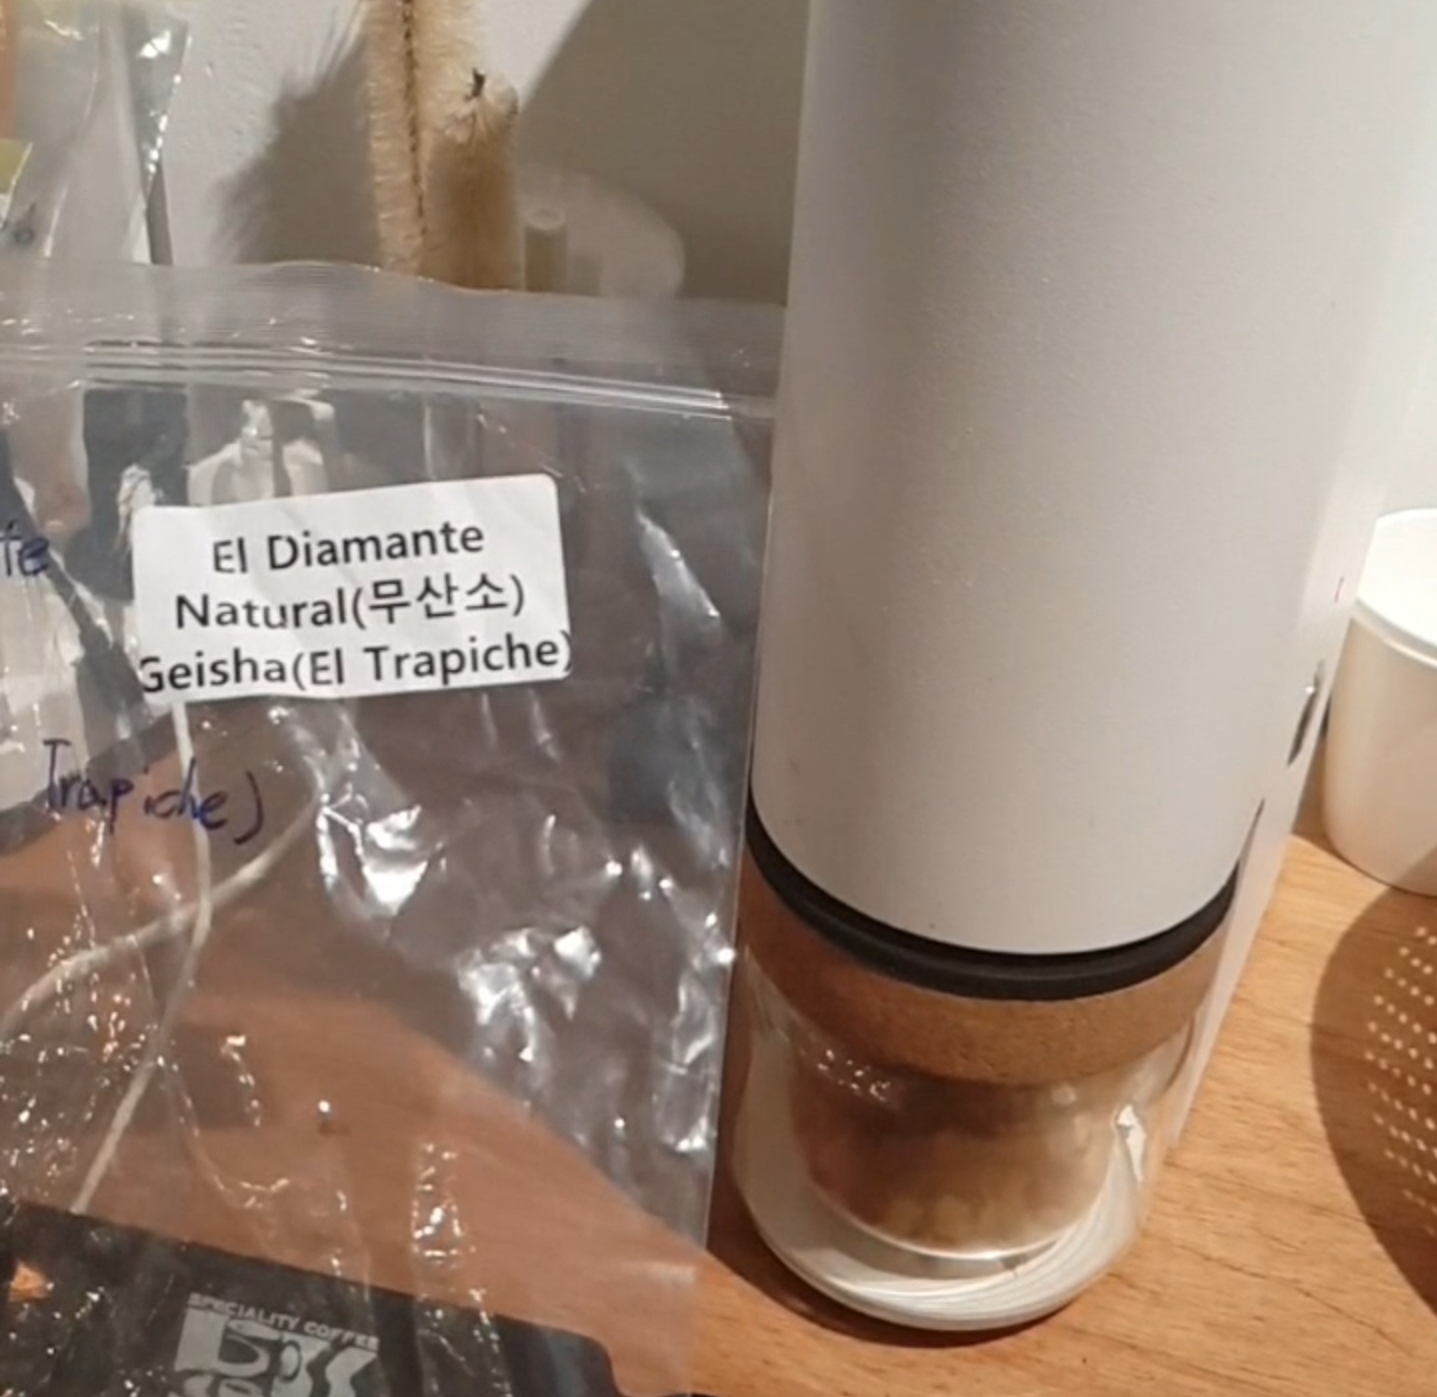 El Diamante
Natural(무산소)
Geisha(El Trapiche)
Trapiche)
SPECIALITY COFFEE